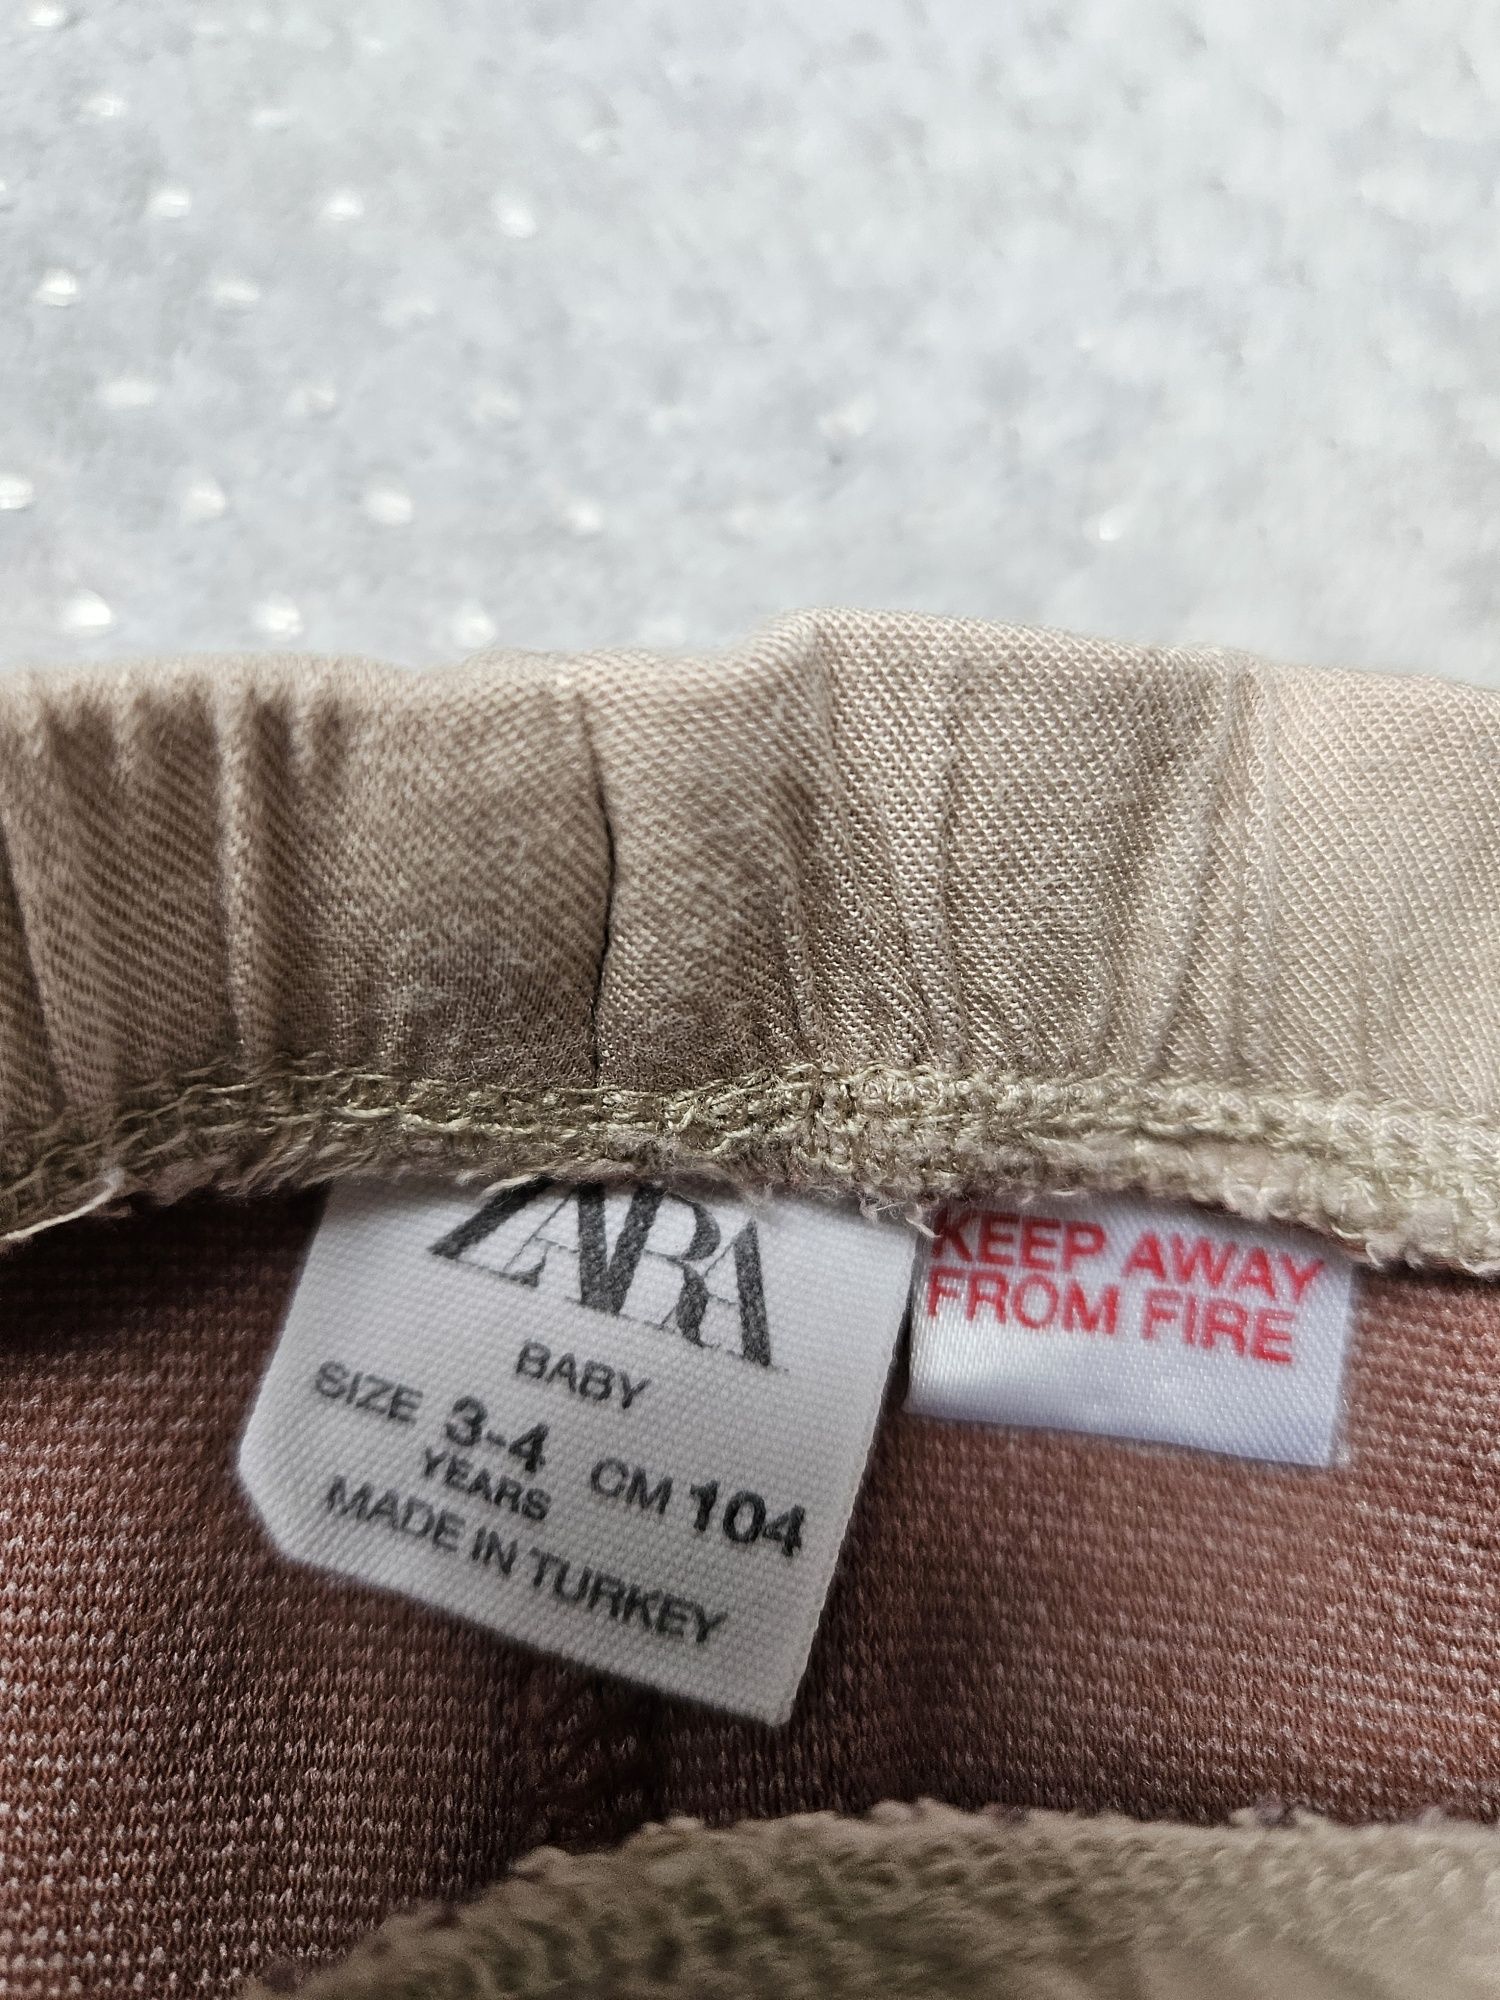 ZARA
BABY
SIZE 3-4 CM 104
YEARS
MADE IN TURKEY
KEEP AWAY
FROM FIRE